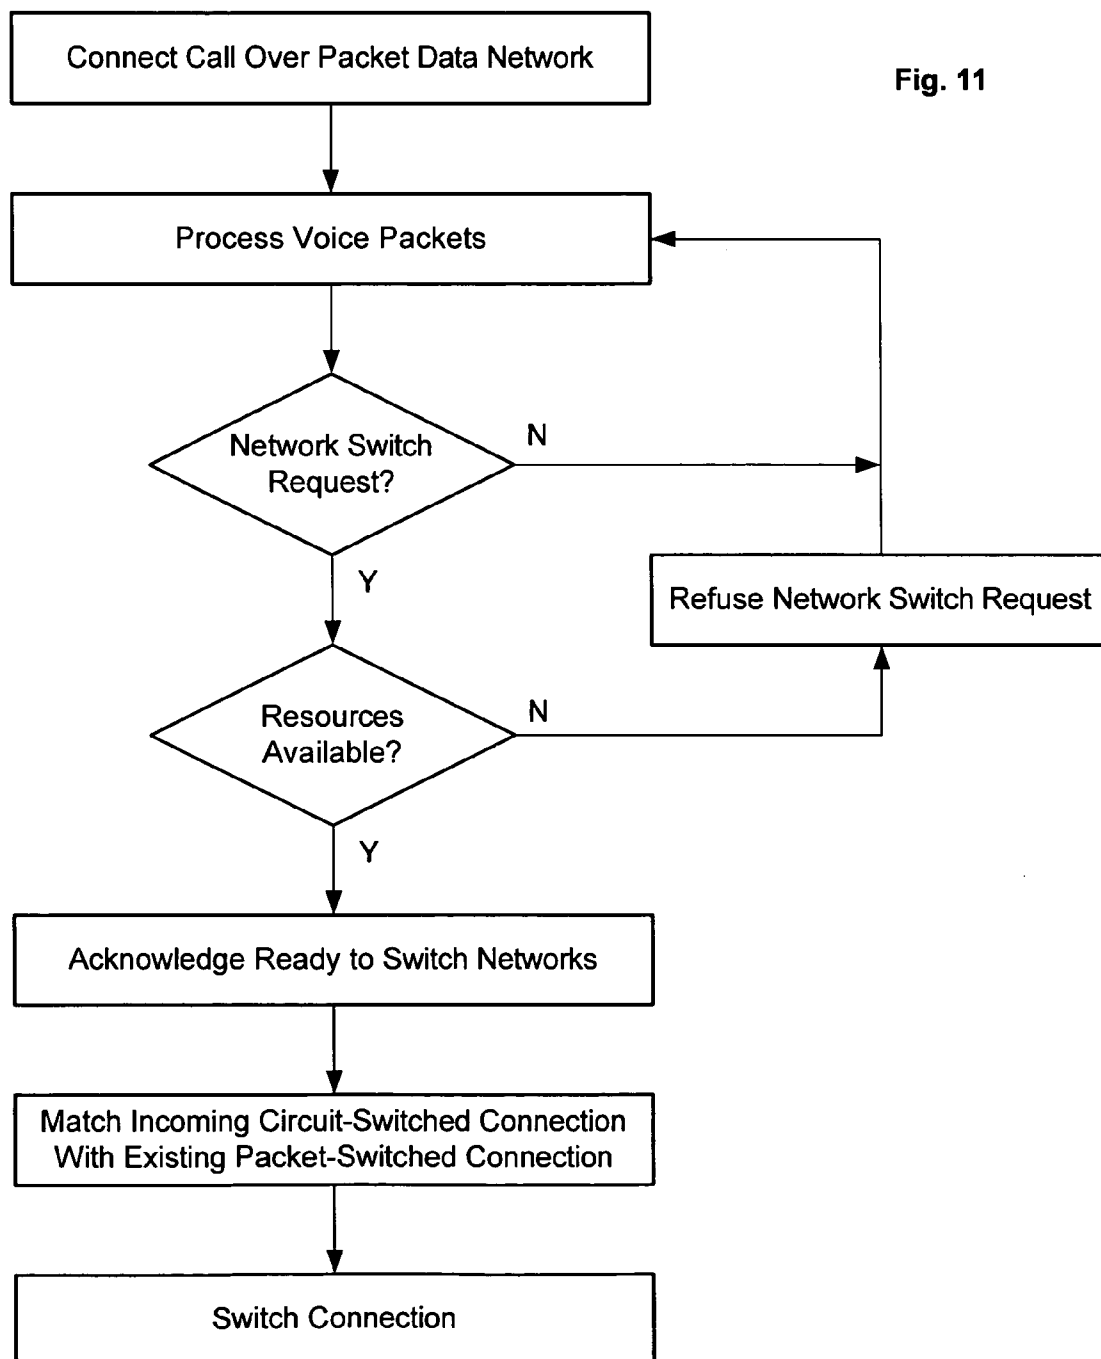 Connect Call Over Packet Data Network
Fig. 11
Process Voice Packets
Network Switch
Request?
N
Y
Refuse Network Switch Request
Resources
Available?
N
Y
Acknowledge Ready to Switch Networks
Match Incoming Circuit-Switched Connection
With Existing Packet-Switched Connection
Switch Connection